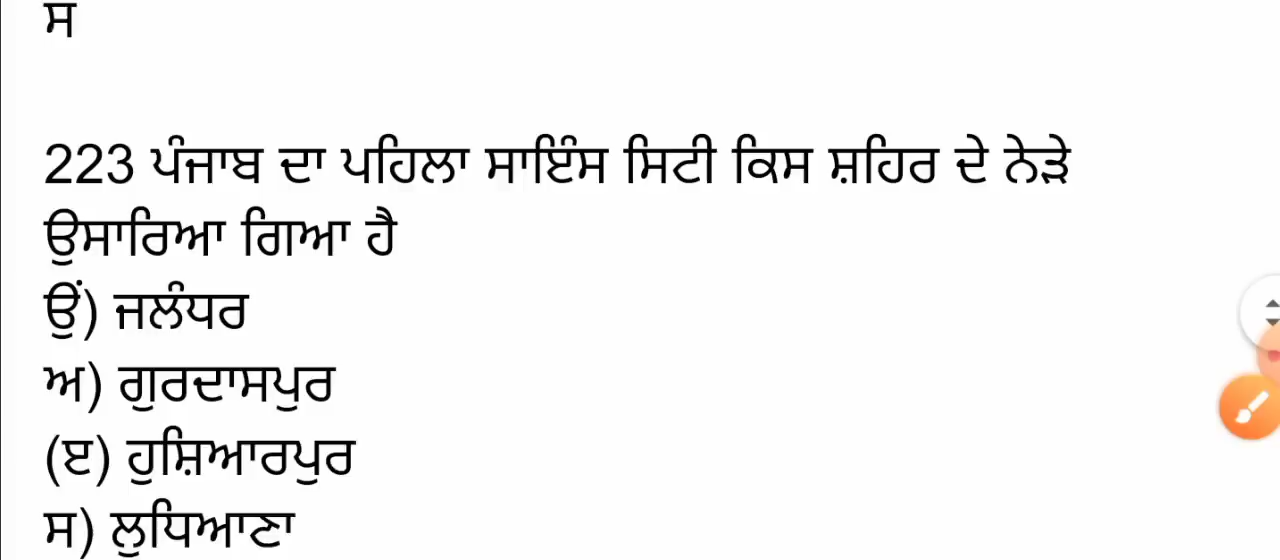 ਸ
223 ਪੰਜਾਬ ਦਾ ਪਹਿਲਾ ਸਾਇੰਸ ਸਿਟੀ ਕਿਸ ਸ਼ਹਿਰ ਦੇ ਨੇੜੇ
ਉਸਾਰਿਆ ਗਿਆ ਹੈ
ਉਂ) ਜਲੰਧਰ
ਅ) ਗੁਰਦਾਸਪੁਰ
(ੲ) ਹੁਸ਼ਿਆਰਪੁਰ
ਸ) ਲੁਧਿਆਣਾ